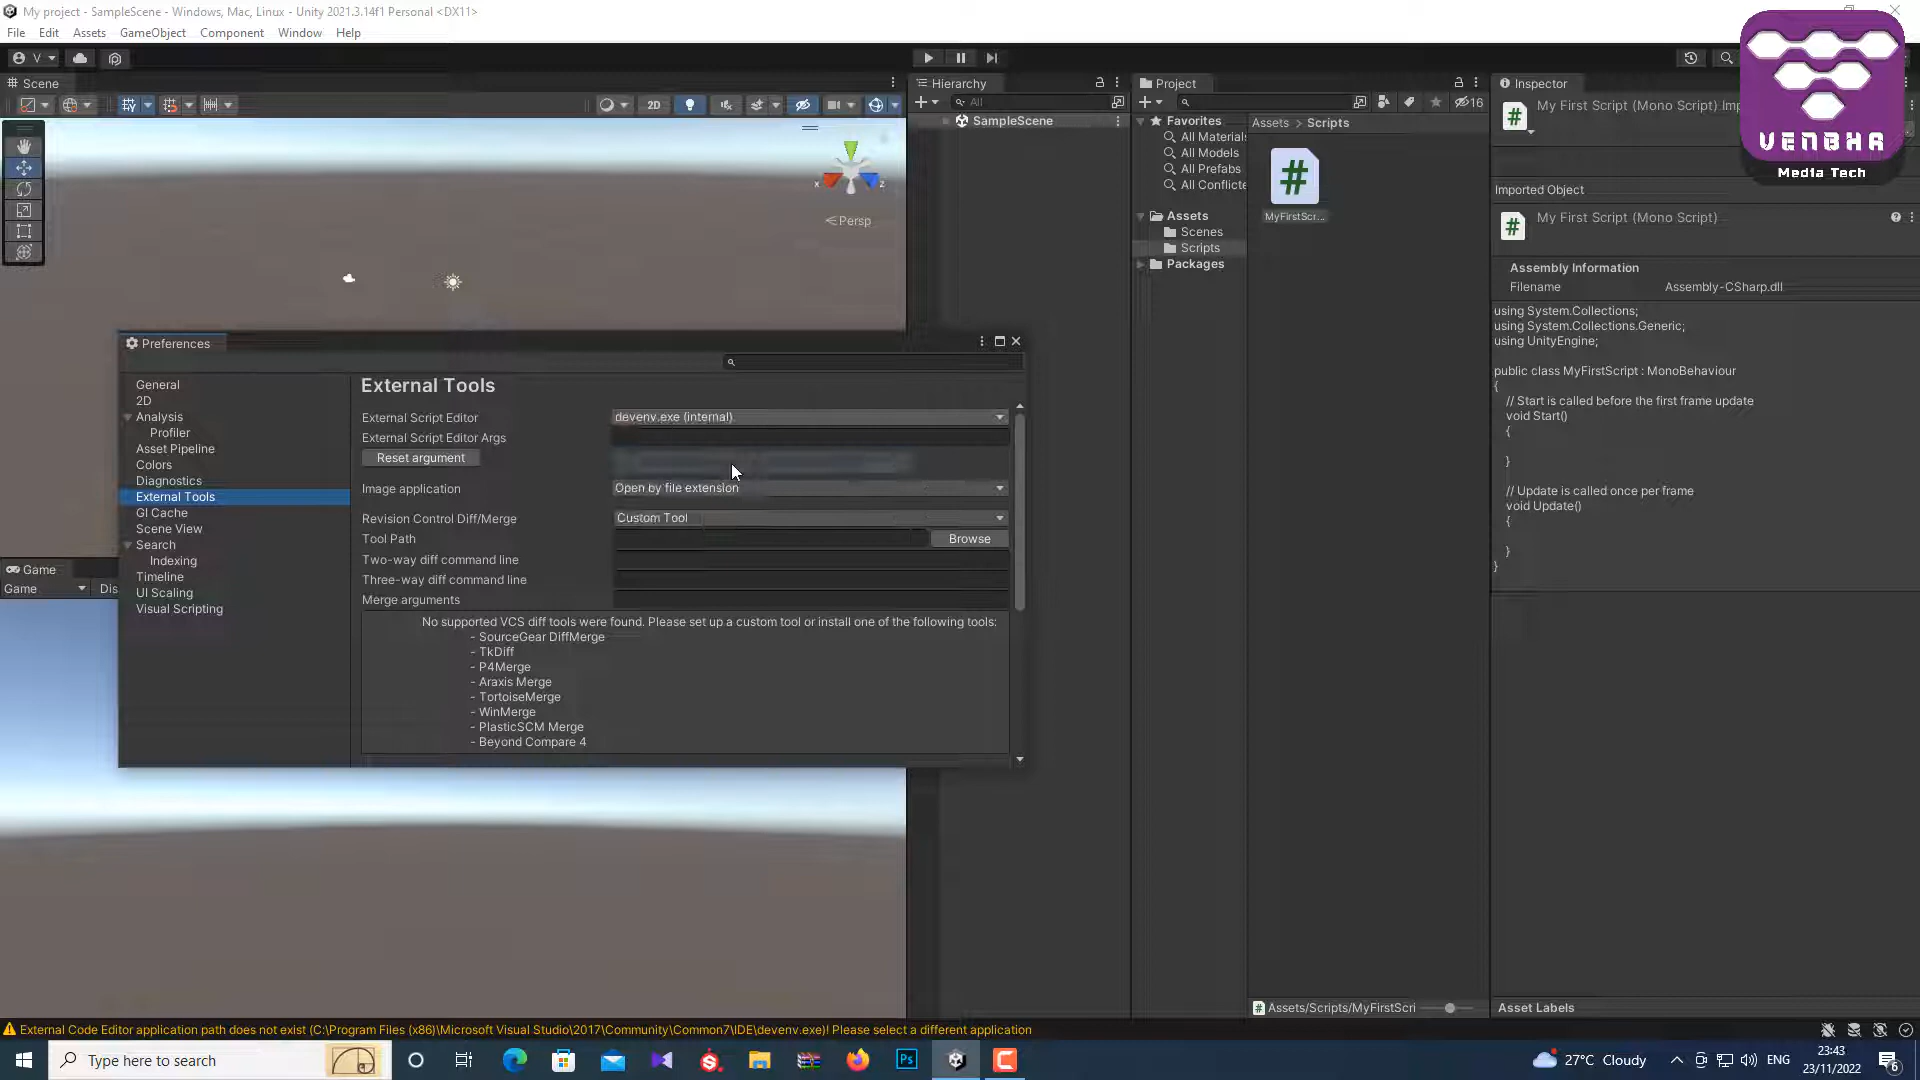 My project - SampleScene - Windows, Mac, Linux - Unity 2021.3.14f1 Personal <DX11>
File Edit Assets GameObject Component Window Help
V
Scene
2D
Persp
Hierarchy
All
SampleScene
Project
16
Favorites
All Materials
All Models
All Prefabs
All Conflicte
Assets
Scenes
Scripts
Packages
Assets > Scripts
MyFirstScr...
Assets/Scripts/MyFirstScri
Inspector
My First Script (Mono Script) Imp
Imported Object
My First Script (Mono Script)
Assembly Information
Filename Assembly-CSharp.dll
using System.Collections;
using System.Collections.Generic;
using UnityEngine;
public class MyFirstScript : MonoBehaviour
{
// Start is called before the first frame update
void Start()
{
}
// Update is called once per frame
void Update()
{
}
}
Asset Labels
VENBHA
Media Tech
Preferences
General
2D
Analysis
Profiler
Asset Pipeline
Colors
Diagnostics
External Tools
GI Cache
Scene View
Search
Indexing
Timeline
UI Scaling
Visual Scripting
External Tools
External Script Editor devenv.exe (internal)
External Script Editor Args
Reset argument
Image application Open by file extension
Revision Control Diff/Merge Custom Tool
Tool Path Browse
Two-way diff command line
Three-way diff command line
Merge arguments
No supported VCS diff tools were found. Please set up a custom tool or install one of the following tools:
- SourceGear DiffMerge
- TkDiff
- P4Merge
- Araxis Merge
- TortoiseMerge
- WinMerge
- PlasticSCM Merge
- Beyond Compare 4
Game
Game Dis
External Code Editor application path does not exist (C:\Program Files (x86)\Microsoft Visual Studio\2017\Community\Common7\IDE\devenv.exe)! Please select a different application
Type here to search
Ps
27°C Cloudy
ENG
23:43
23/11/2022
6